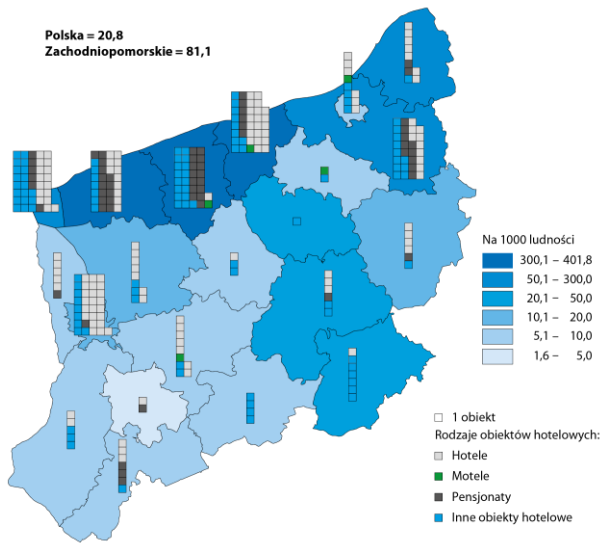 Polska = 20,8
Zachodniopomorskie = 81,1
Na 1000 ludności
300,1 – 401,8
50,1 – 300,0
20,1 – 50,0
10,1 – 20,0
5,1 – 10,0
1,6 – 5,0
1 obiekt
Rodzaje obiektów hotelowych:
Hotele
Motele
Pensjonaty
Inne obiekty hotelowe